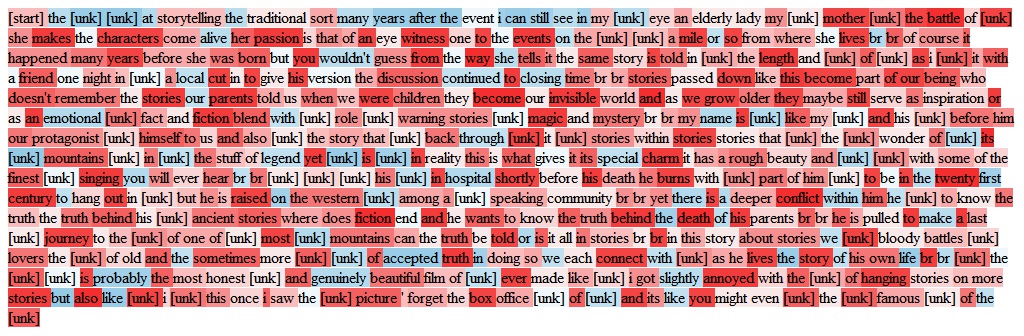 [start] the [unk] [unk] at storytelling the traditional sort many years after the event i can still see in my [unk] eye an elderly lady my [unk] mother [unk] the battle of [unk]
she makes the characters come alive her passion is that of an eye witness one to the events on the [unk] [unk] a mile or so from where she lives br br of course it
happened many years before she was born but you wouldn't guess from the way she tells it the same story is told in [unk] the length and [unk] of [unk] as i [unk] it with
a friend one night in [unk] a local cut in to give his version the discussion continued to closing time br br stories passed down like this become part of our being who
doesn't remember the stories our parents told us when we were children they become our invisible world and as we grow older they maybe still serve as inspiration or
as an emotional [unk] fact and fiction blend with [unk] role [unk] warning stories [unk] magic and mystery br br my name is [unk] like my [unk] and his [unk] before him
our protagonist [unk] himself to us and also [unk] the story that [unk] back through [unk] it [unk] stories within stories stories that [unk] the [unk] wonder of [unk] its
[unk] mountains [unk] in [unk] the stuff of legend yet [unk] is [unk] in reality this is what gives it its special charm it has a rough beauty and [unk] [unk] with some of the
finest [unk] singing you will ever hear br br [unk] [unk] [unk] his [unk] in hospital shortly before his death he burns with [unk] part of him [unk] to be in the twenty first
century to hang out in [unk] but he is raised on the western [unk] among a [unk] speaking community br br yet there is a deeper conflict within him he [unk] to know the
truth the truth behind his [unk] ancient stories where does fiction end and he wants to know the truth behind the death of his parents br br he is pulled to make a last
[unk] journey to the [unk] of one of [unk] most [unk] mountains can the truth be told or is it all in stories br br in this story about stories we [unk] bloody battles [unk]
lovers the [unk] of old and the sometimes more [unk] [unk] of accepted truth in doing so we each connect with [unk] as he lives the story of his own life br br [unk] the
[unk] [unk] is probably the most honest [unk] and genuinely beautiful film of [unk] ever made like [unk] i got slightly annoyed with the [unk] of hanging stories on more
stories but also like [unk] i [unk] this once i saw the [unk] picture ' forget the box office [unk] of [unk] and its like you might even [unk] the [unk] famous [unk] of the
[unk]